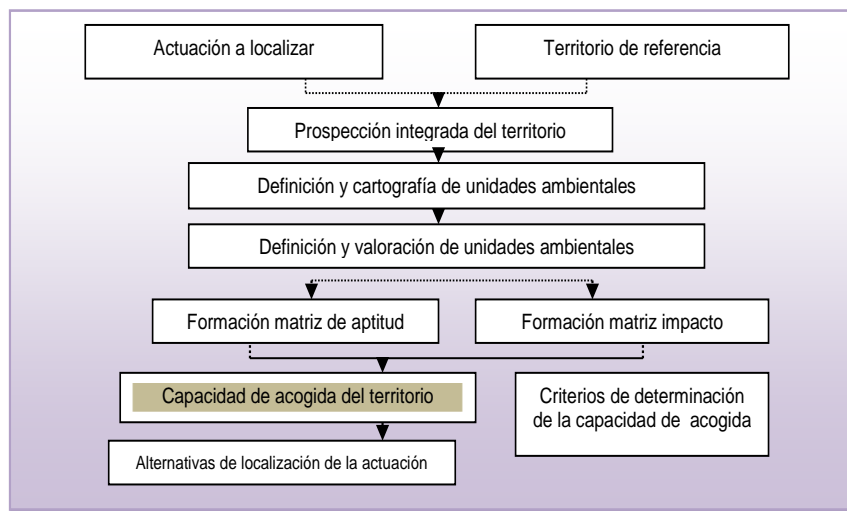 Actuación a localizar
Territorio de referencia
Prospección integrada del territorio
Definición y cartografía de unidades ambientales
Definición y valoración de unidades ambientales
Formación matriz de aptitud
Formación matriz impacto
Capacidad de acogida del territorio
Criterios de determinación
de la capacidad de acogida
Alternativas de localización de la actuación